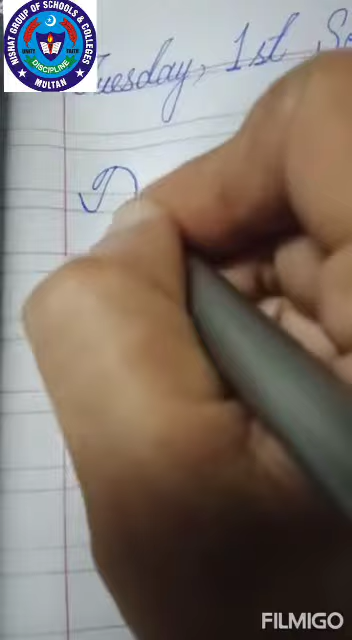 NISHAT GROUP OF SCHOOLS & COLLEGES
UNITY
FAITH
DISCIPLINE
MULTAN
Tuesday, 1st
FILMIGO